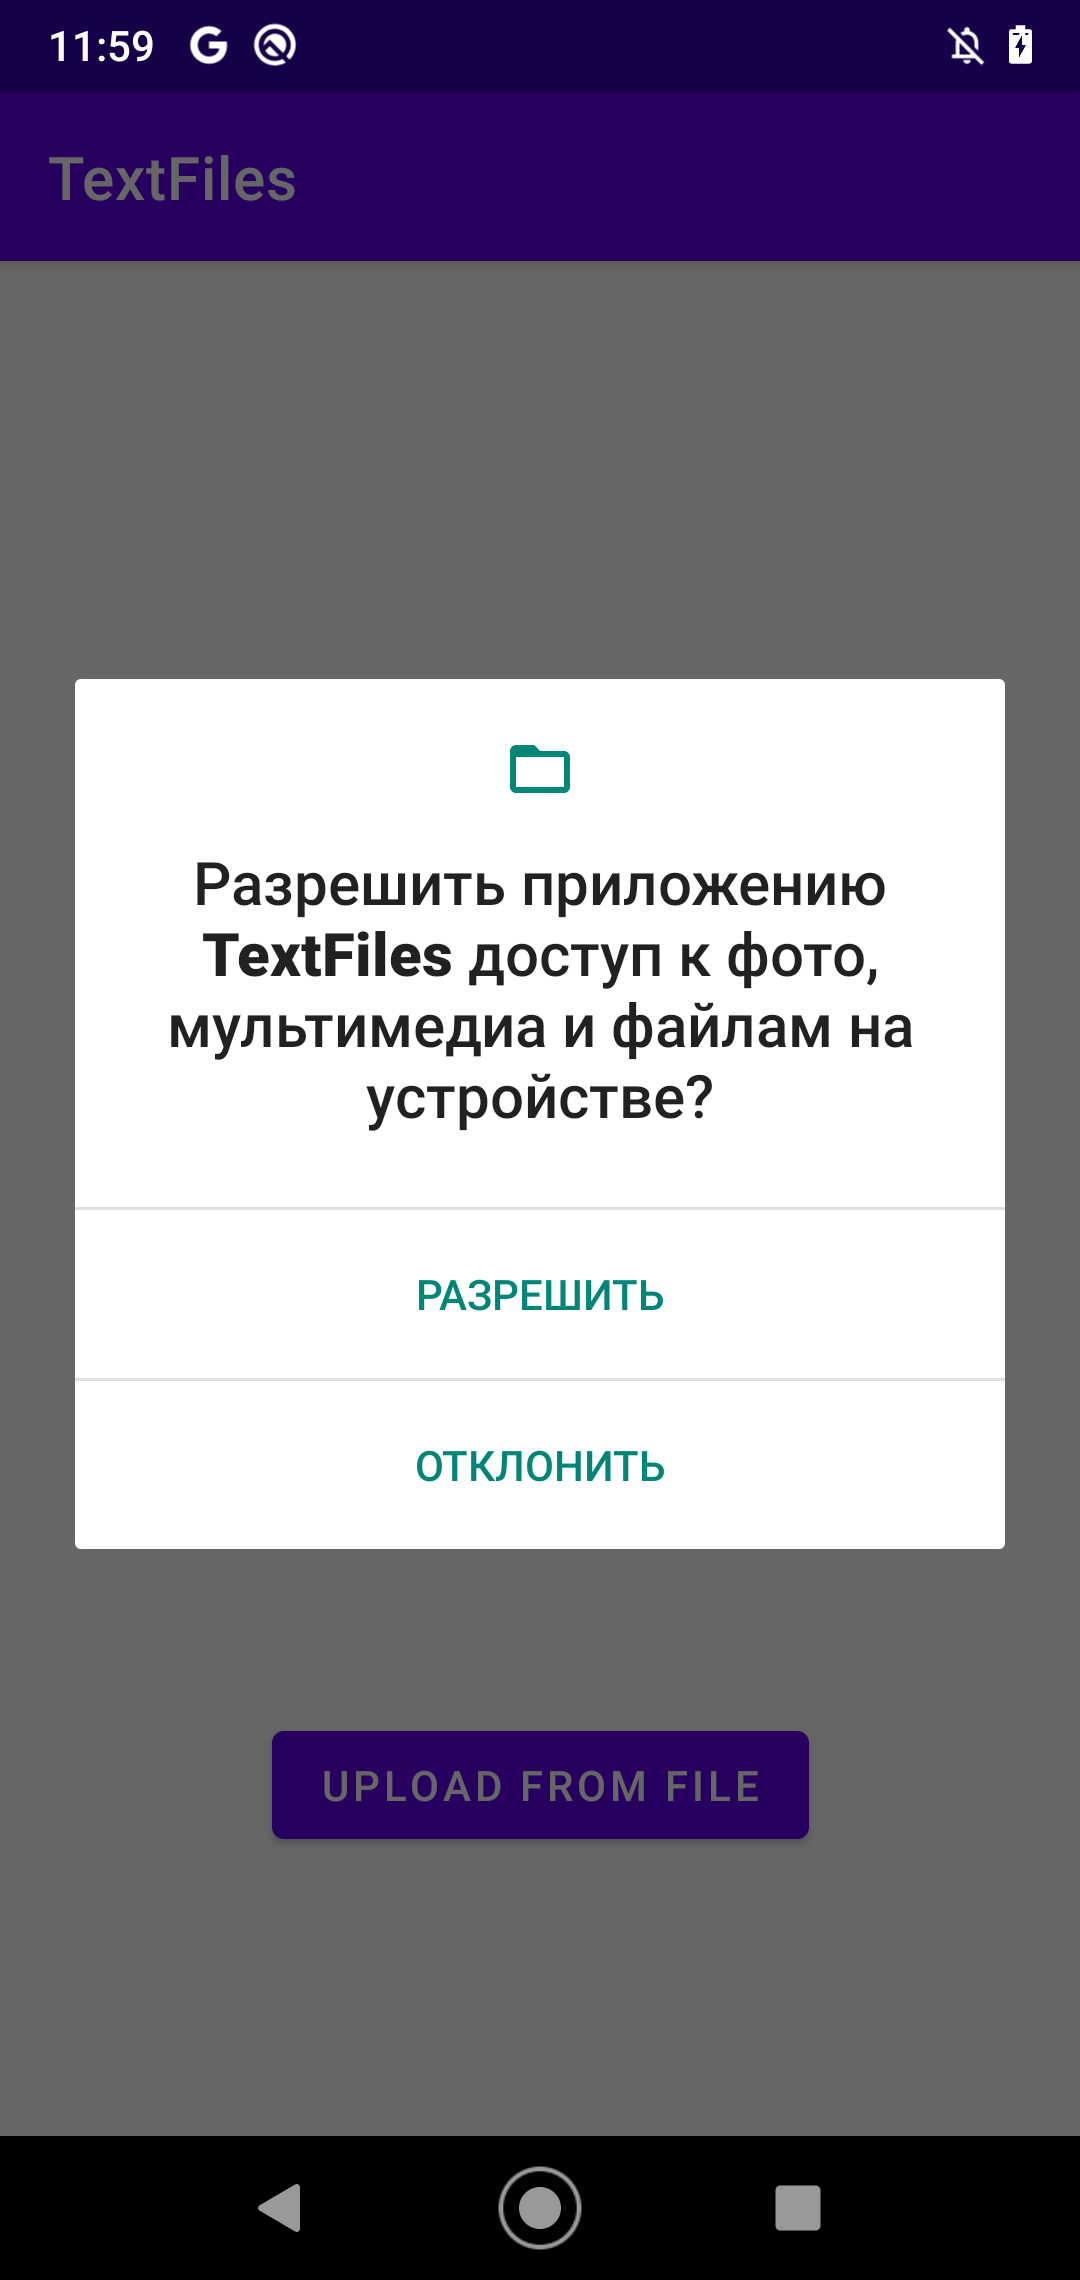 11:59
TextFiles
Разрешить приложению
TextFiles доступ к фото,
мультимедиа и файлам на
устройстве?
РАЗРЕШИТЬ
ОТКЛОНИТЬ
UPLOAD FROM FILE